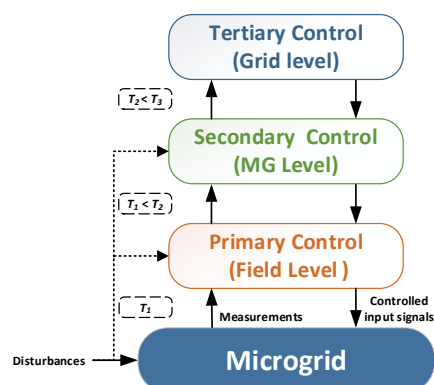 Tertiary Control
(Grid level)
T2 < T3
Secondary Control
(MG Level)
T1 < T2
Primary Control
(Field Level )
T1
Measurements
Controlled
input signals
Disturbances
Microgrid